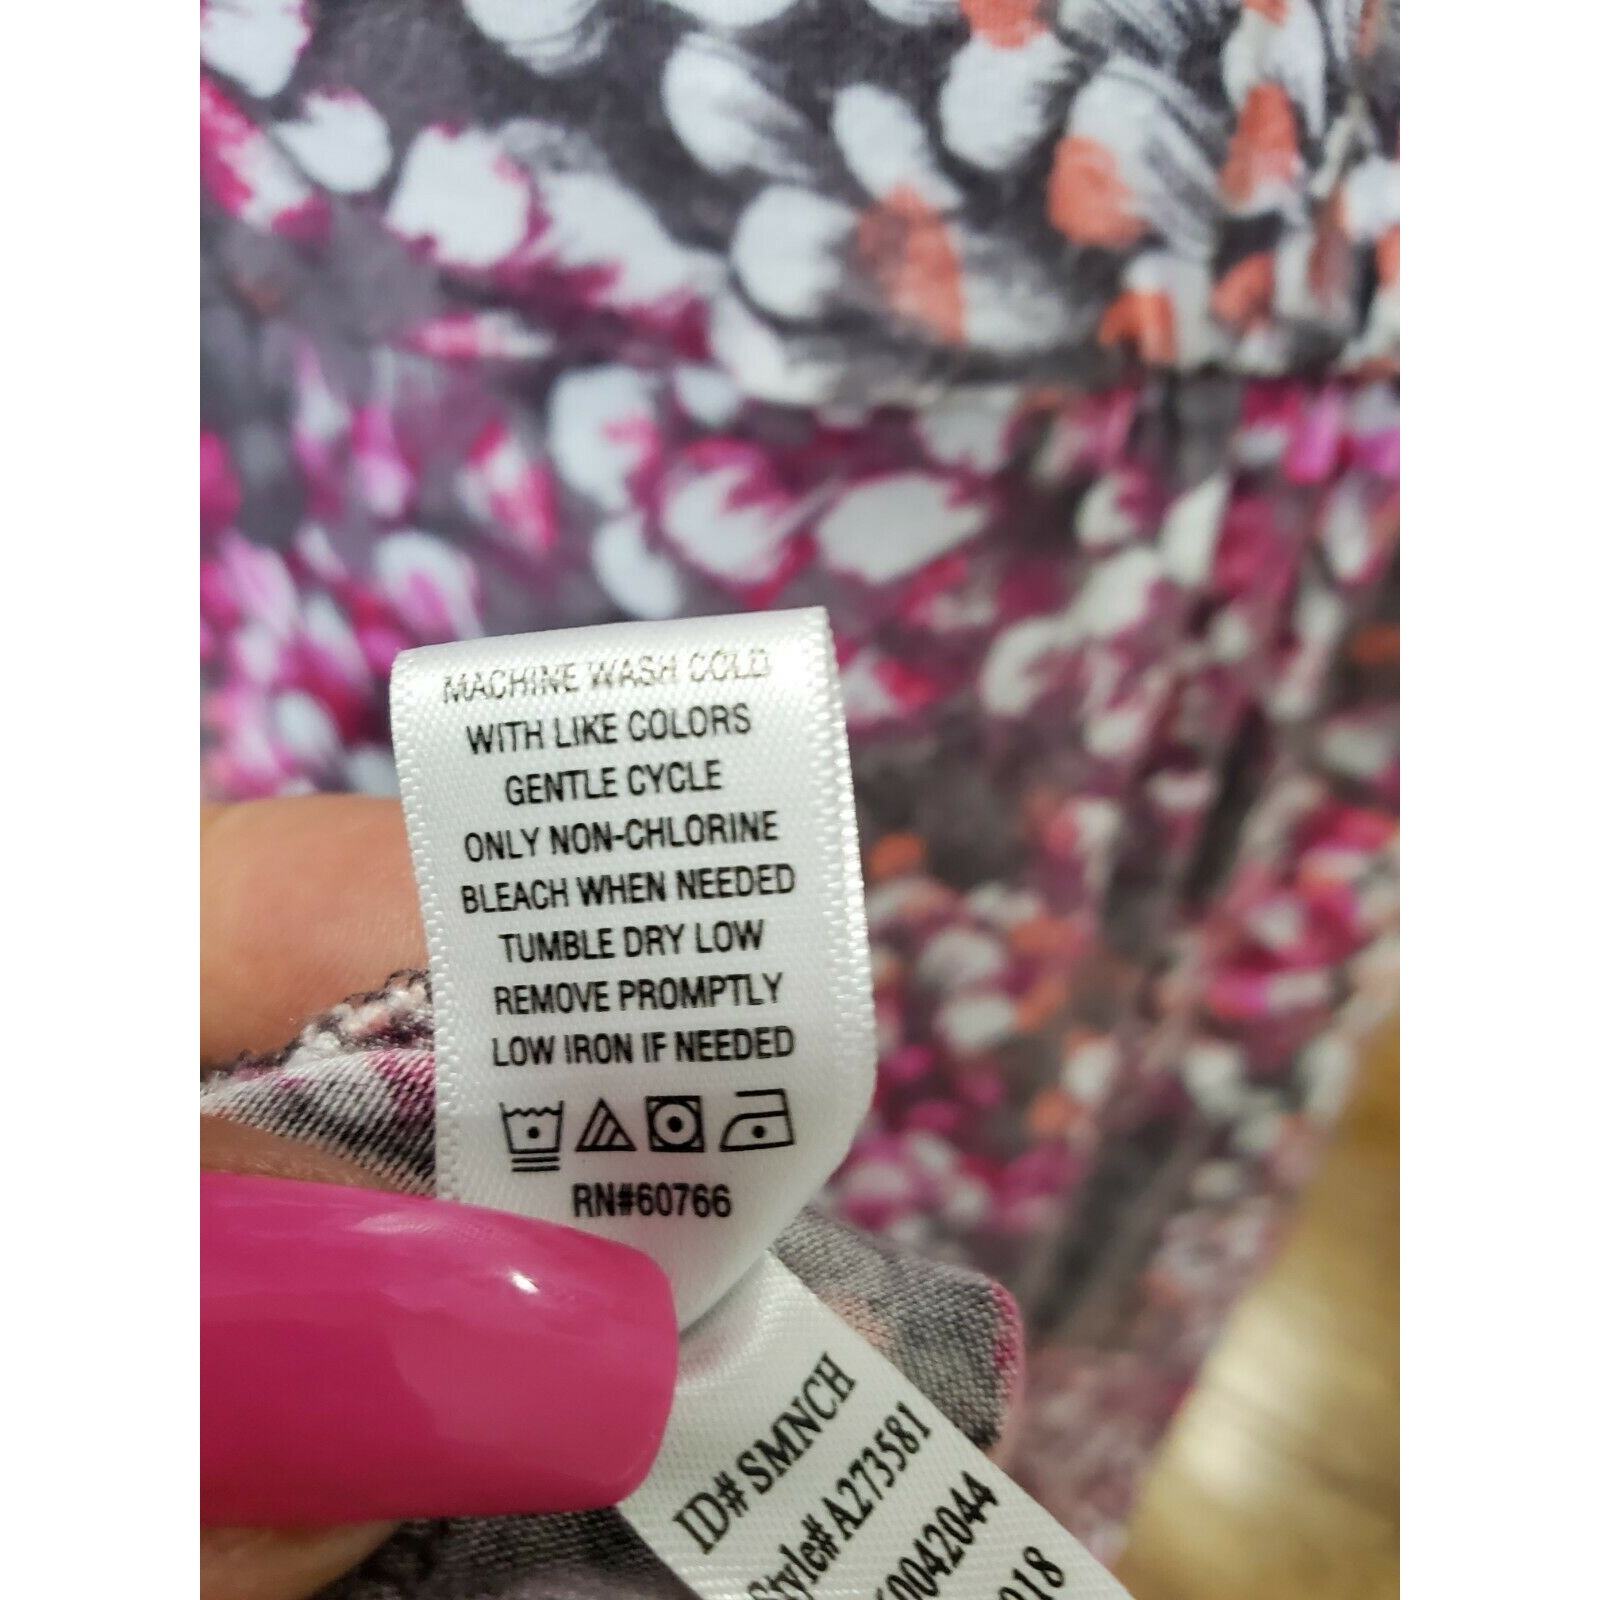 MACHINE WASH COLD
WITH LIKE COLORS
GENTLE CYCLE
ONLY NON-CHLORINE
BLEACH WHEN NEEDED
TUMBLE DRY LOW
REMOVE PROMPTLY
LOW IRON IF NEEDED
RN#60766
ID# SMNCH
Style# A273581